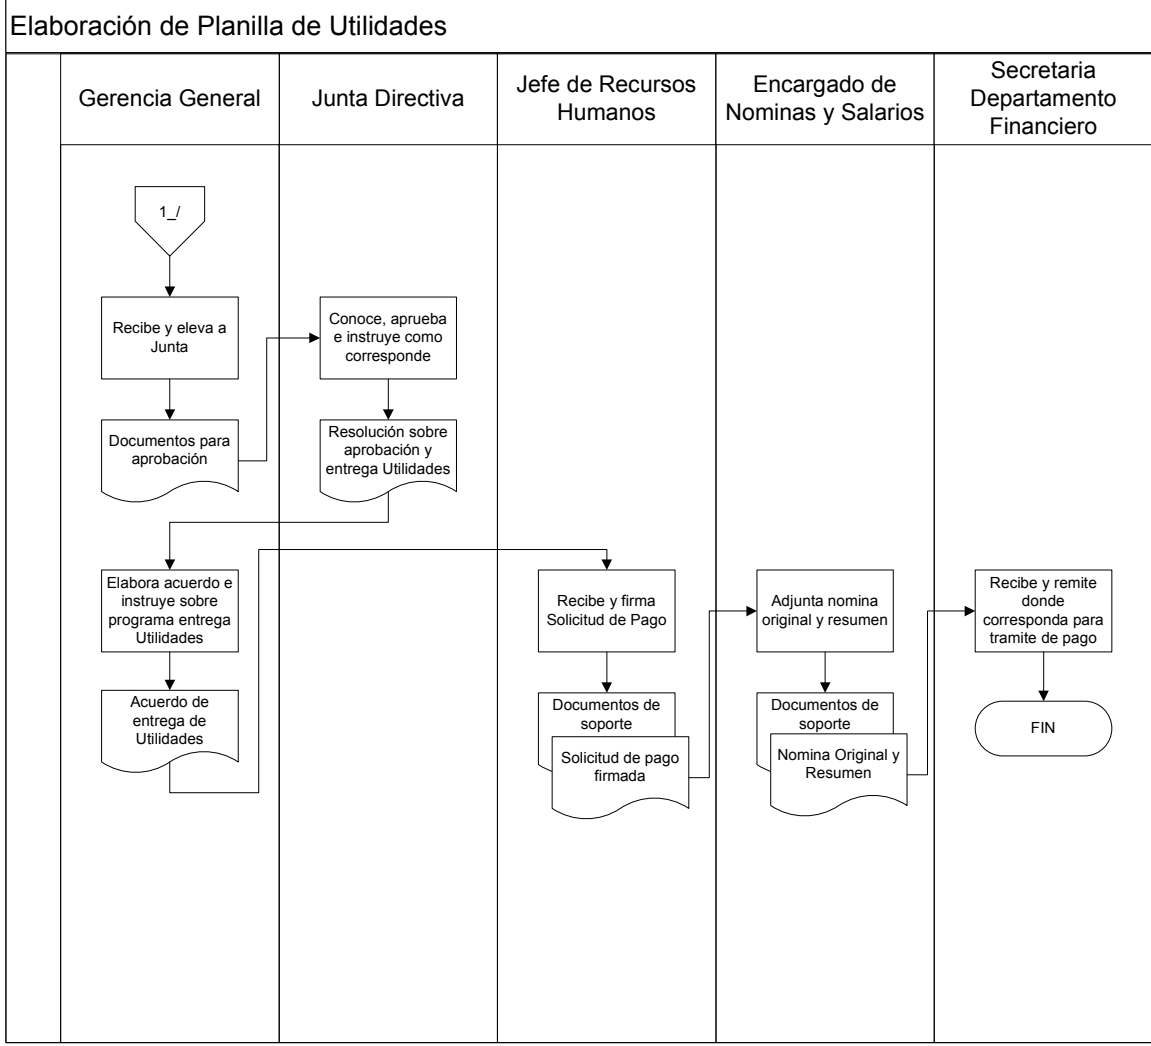 Elaboración de Planilla de Utilidades
Gerencia General
Junta Directiva
Jefe de Recursos
Humanos
Encargado de
Nominas y Salarios
Secretaria
Departamento
Financiero
1_/
Recibe y eleva a
Junta
Conoce, aprueba
e instruye como
corresponde
Documentos para
aprobación
Resolución sobre
aprobación y
entrega Utilidades
Elabora acuerdo e
instruye sobre
programa entrega
Utilidades
Recibe y firma
Solicitud de Pago
Adjunta nomina
original y resumen
Recibe y remite
donde
corresponda para
tramite de pago
Acuerdo de
entrega de
Utilidades
Documentos de
soporte
Solicitud de pago
firmada
Documentos de
soporte
Nomina Original y
Resumen
FIN